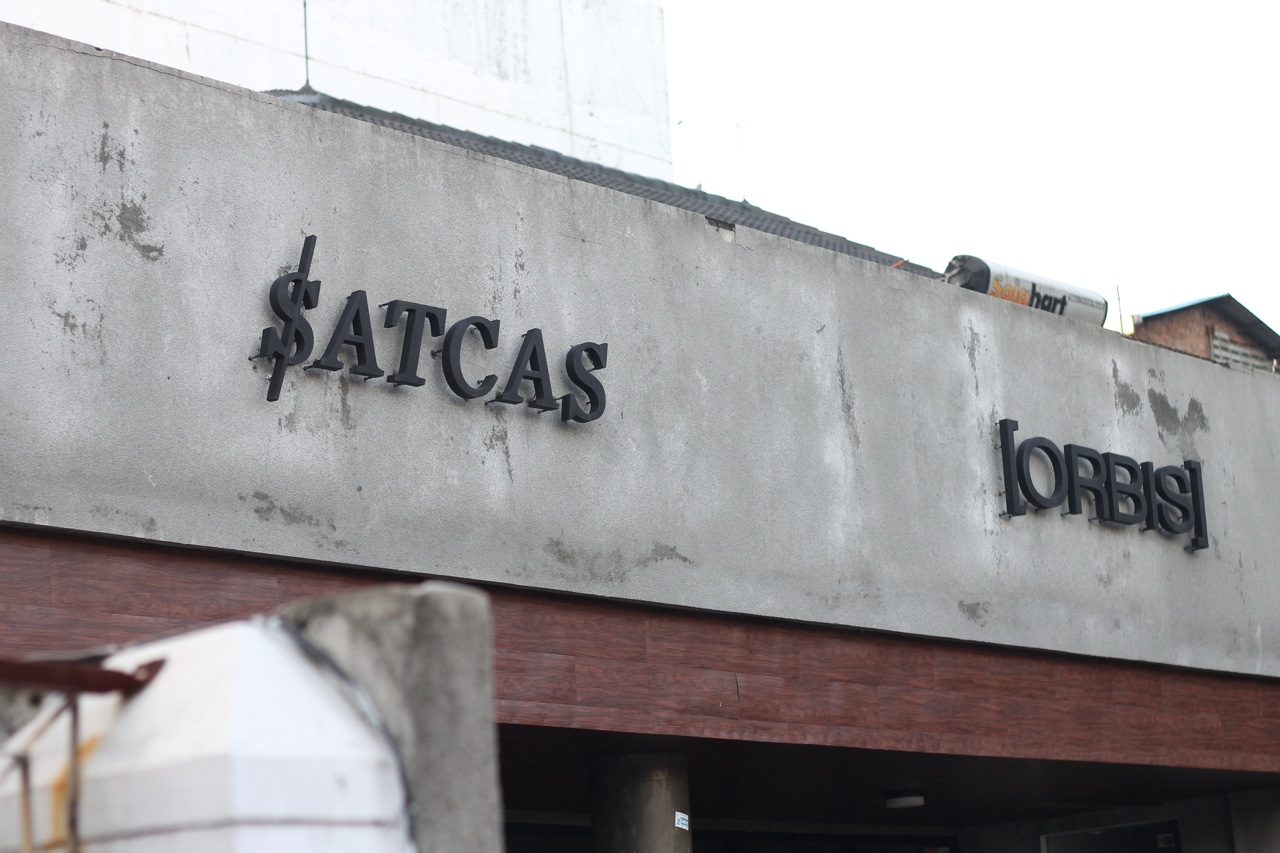 $ATCAS
[ORBIS]
solahart